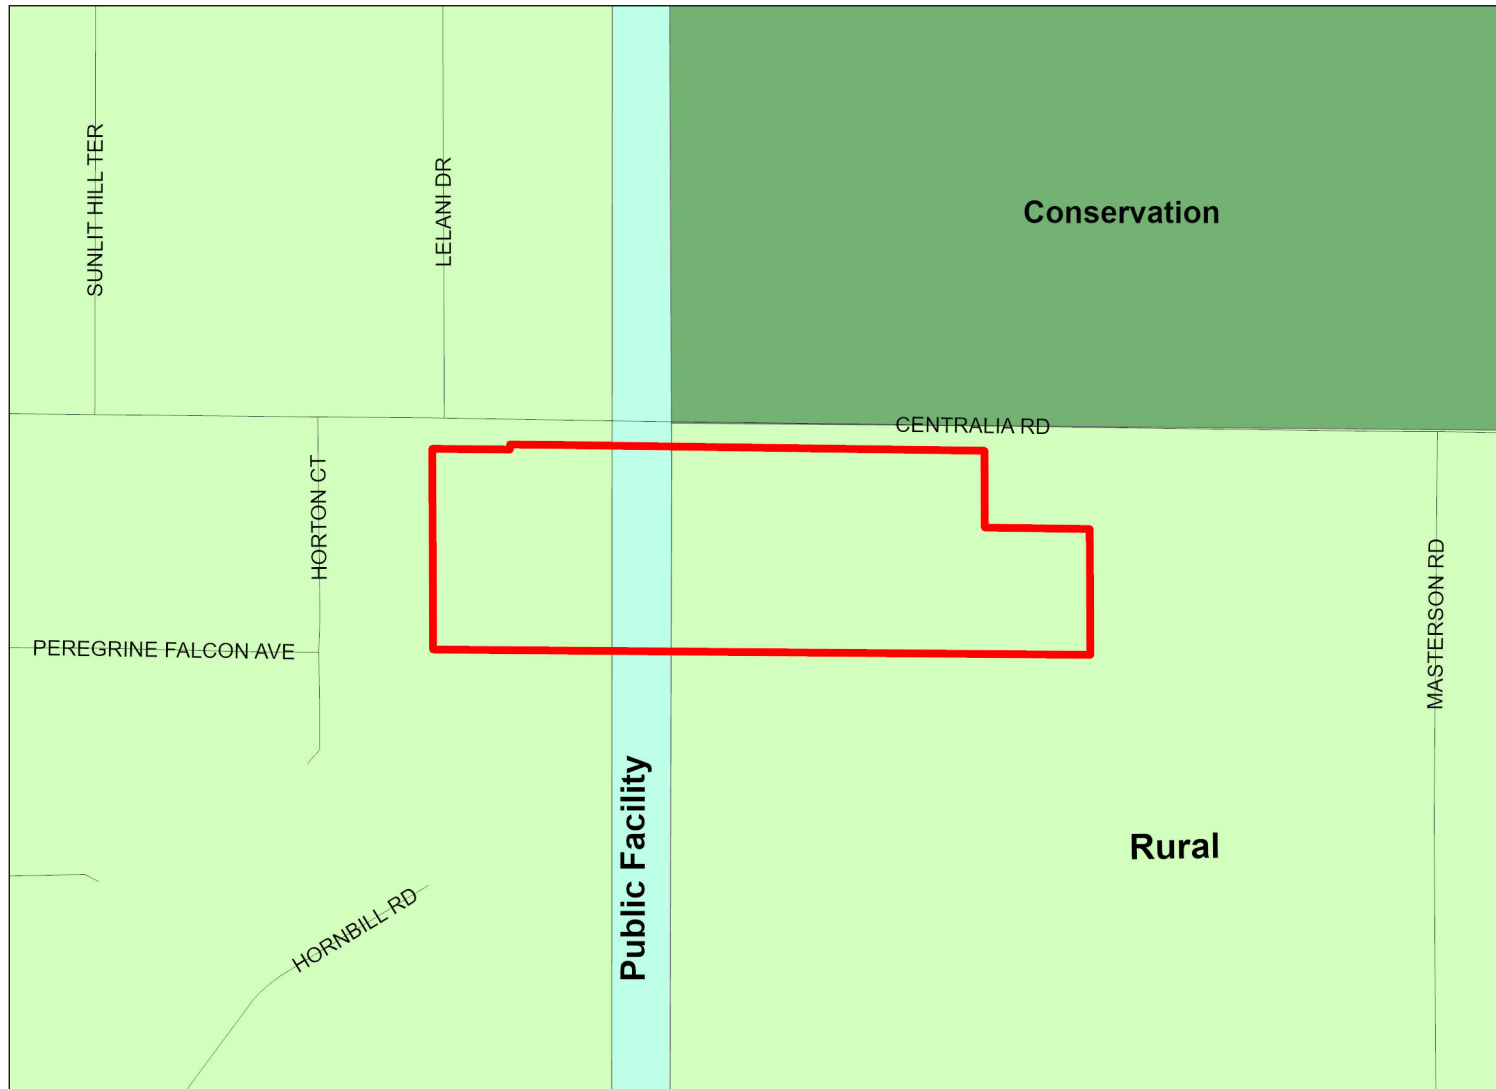 SUNLIT HILL TER
LELANI DR
Conservation
CENTRALIA RD
HORTON CT
PEREGRINE FALCON AVE
MASTERSON RD
Public Facility
Rural
HORNBILL RD